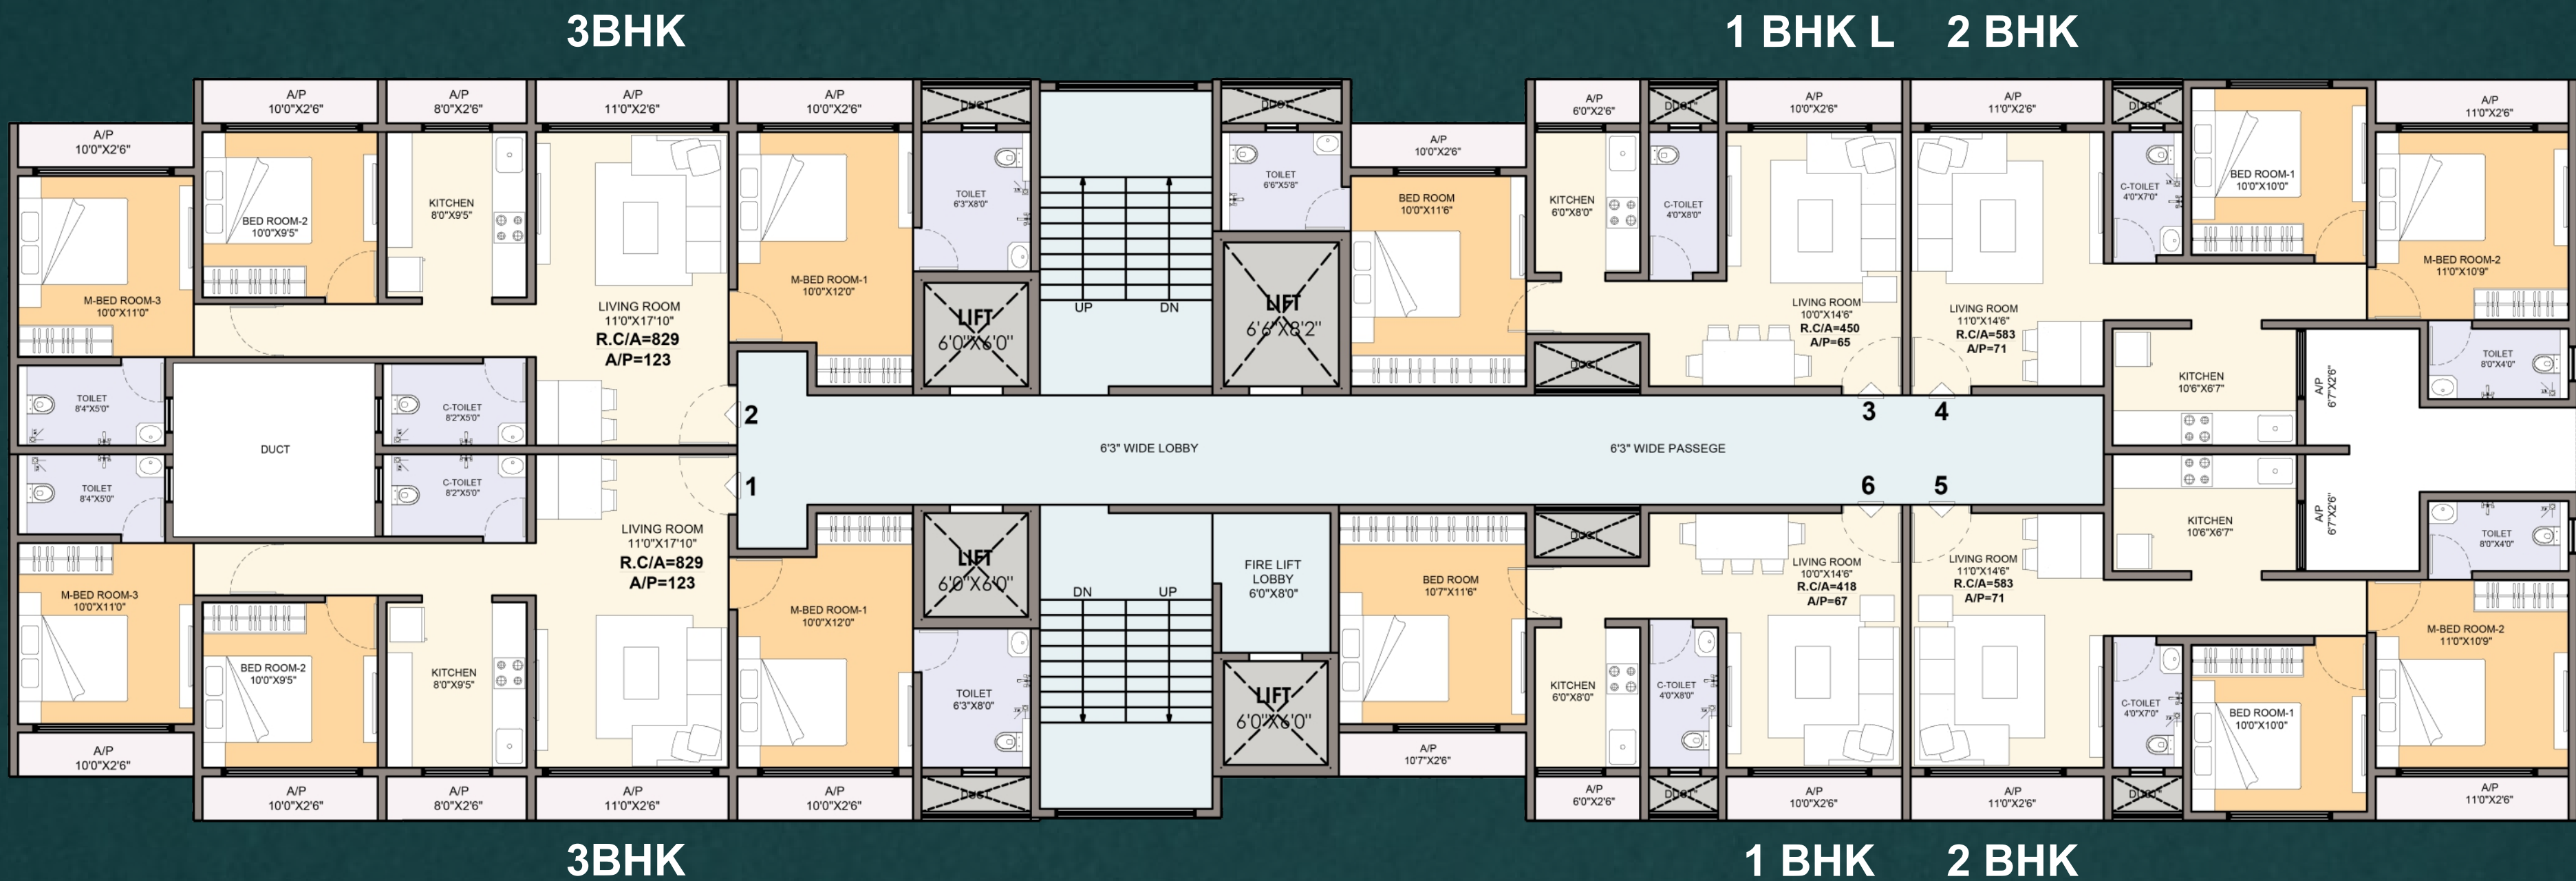 3BHK
1 BHK L
2 BHK
A/P
10'0"X2'6"
A/P
10'0"X2'6"
A/P
8'0"X2'6"
A/P
11'0"X2'6"
A/P
10'0"X2'6"
DUCT
DUCT
A/P
10'0"X2'6"
A/P
6'0"X2'6"
DUCT
A/P
10'0"X2'6"
A/P
11'0"X2'6"
DUCT
A/P
11'0"X2'6"
M-BED ROOM-3
10'0"X11'0"
BED ROOM-2
10'0"X9'5"
KITCHEN
8'0"X9'5"
LIVING ROOM
11'0"X17'10"
R.C/A=829
A/P=123
M-BED ROOM-1
10'0"X12'0"
TOILET
6'3"X8'0"
LIFT
6'0"X6'0"
UP
DN
TOILET
6'6"X5'8"
LIFT
6'6"X8'2"
BED ROOM
10'0"X11'6"
KITCHEN
6'0"X8'0"
C-TOILET
4'0"X8'0"
DUCT
LIVING ROOM
10'0"X14'6"
R.C/A=450
A/P=65
LIVING ROOM
11'0"X14'6"
R.C/A=583
A/P=71
C-TOILET
4'0"X7'0"
BED ROOM-1
10'0"X10'0"
M-BED ROOM-2
11'0"X10'9"
KITCHEN
10'6"X6'7"
A/P
6'7"X2'6"
TOILET
8'0"X4'0"
TOILET
8'4"X5'0"
C-TOILET
8'2"X5'0"
2
3
4
DUCT
6'3" WIDE LOBBY
6'3" WIDE PASSEGE
TOILET
8'4"X5'0"
C-TOILET
8'2"X5'0"
1
6
5
KITCHEN
10'6"X6'7"
A/P
6'7"X2'6"
TOILET
8'0"X4'0"
M-BED ROOM-3
10'0"X11'0"
BED ROOM-2
10'0"X9'5"
KITCHEN
8'0"X9'5"
LIVING ROOM
11'0"X17'10"
R.C/A=829
A/P=123
M-BED ROOM-1
10'0"X12'0"
LIFT
6'0"X6'0"
TOILET
6'3"X8'0"
DN
UP
FIRE LIFT
LOBBY
6'0"X8'0"
LIFT
6'0"X6'0"
BED ROOM
10'7"X11'6"
DUCT
KITCHEN
6'0"X8'0"
C-TOILET
4'0"X8'0"
LIVING ROOM
10'0"X14'6"
R.C/A=418
A/P=67
LIVING ROOM
11'0"X14'6"
R.C/A=583
A/P=71
C-TOILET
4'0"X7'0"
BED ROOM-1
10'0"X10'0"
M-BED ROOM-2
11'0"X10'9"
A/P
10'0"X2'6"
A/P
10'0"X2'6"
A/P
8'0"X2'6"
A/P
11'0"X2'6"
A/P
10'0"X2'6"
DUCT
A/P
10'7"X2'6"
A/P
6'0"X2'6"
DUCT
A/P
10'0"X2'6"
A/P
11'0"X2'6"
DUCT
A/P
11'0"X2'6"
3BHK
1 BHK
2 BHK